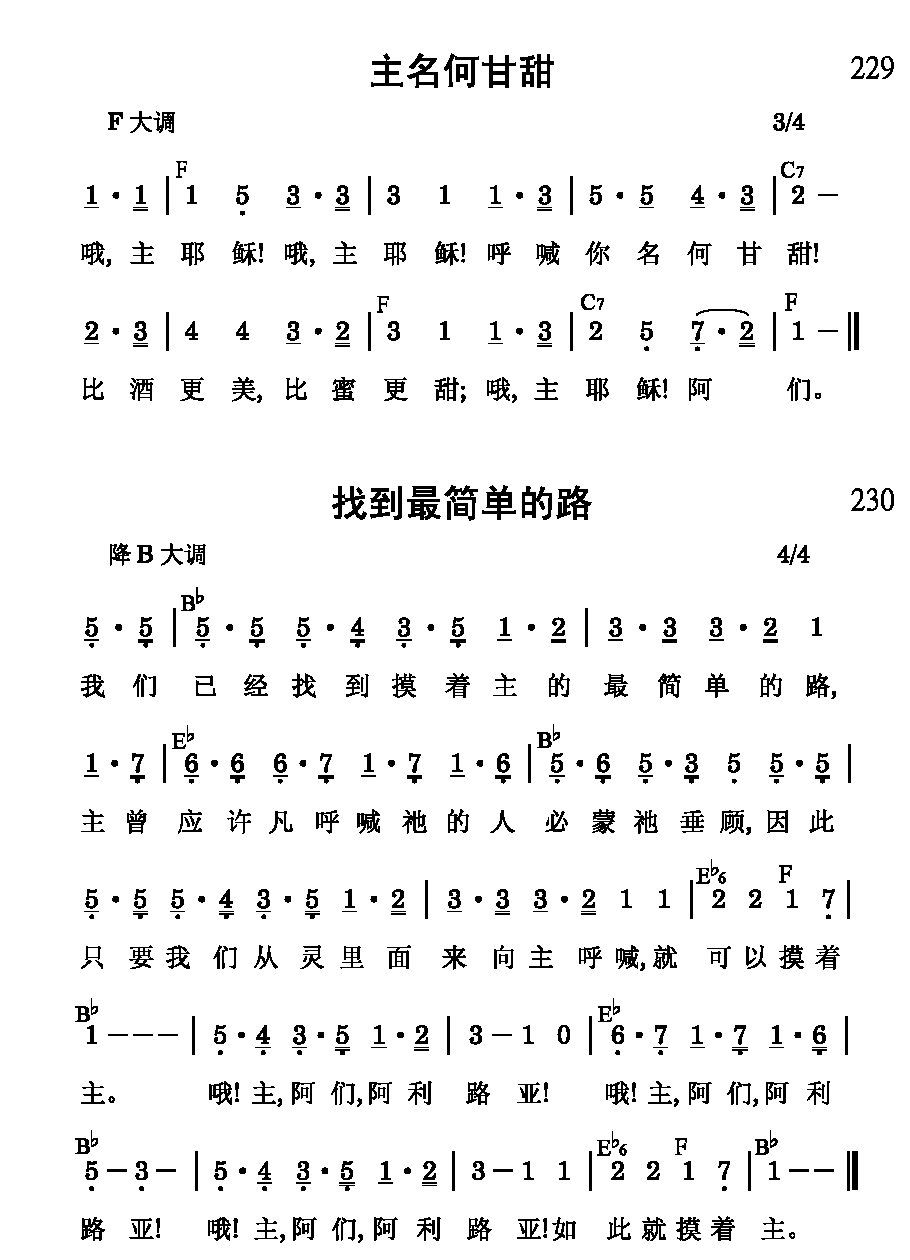 主名何甘甜 229
F 大调 3/4
F C7
1 · 1 | 1 5 3 · 3 | 3 1 1 · 3 | 5 · 5 4 · 3 | 2 –
哦, 主 耶 稣! 哦, 主 耶 稣! 呼 喊 你 名 何 甘 甜!
F C7 F
2 · 3 | 4 4 3 · 2 | 3 1 1 · 3 | 2 5 7 · 2 | 1 – ‖
比 酒 更 美, 比 蜜 更 甜; 哦, 主 耶 稣! 阿 们。
找到最简单的路 230
降 B 大调 4/4
B♭
5 · 5 | 5 · 5 5 · 4 3 · 5 1 · 2 | 3 · 3 3 · 2 1
我 们 已 经 找 到 摸 着 主 的 最 简 单 的 路,
E♭ B♭
1 · 7 | 6 · 6 6 · 7 1 · 7 1 · 6 | 5 · 6 5 · 3 5 5 · 5 |
主 曾 应 许 凡 呼 喊 祂 的 人 必 蒙 祂 垂 顾, 因 此
E♭6 F
5 · 5 5 · 4 3 · 5 1 · 2 | 3 · 3 3 · 2 1 1 | 2 2 1 7 |
只 要 我 们 从 灵 里 面 来 向 主 呼 喊, 就 可 以 摸 着
B♭ E♭
1 – – – | 5 · 4 3 · 5 1 · 2 | 3 – 1 0 | 6 · 7 1 · 7 1 · 6 |
主。 哦! 主, 阿 们, 阿 利 路 亚! 哦! 主, 阿 们, 阿 利
B♭ E♭6 F B♭
5 – 3 – | 5 · 4 3 · 5 1 · 2 | 3 – 1 1 | 2 2 1 7 | 1 – – ‖
路 亚! 哦! 主, 阿 们, 阿 利 路 亚! 如 此 就 摸 着 主。